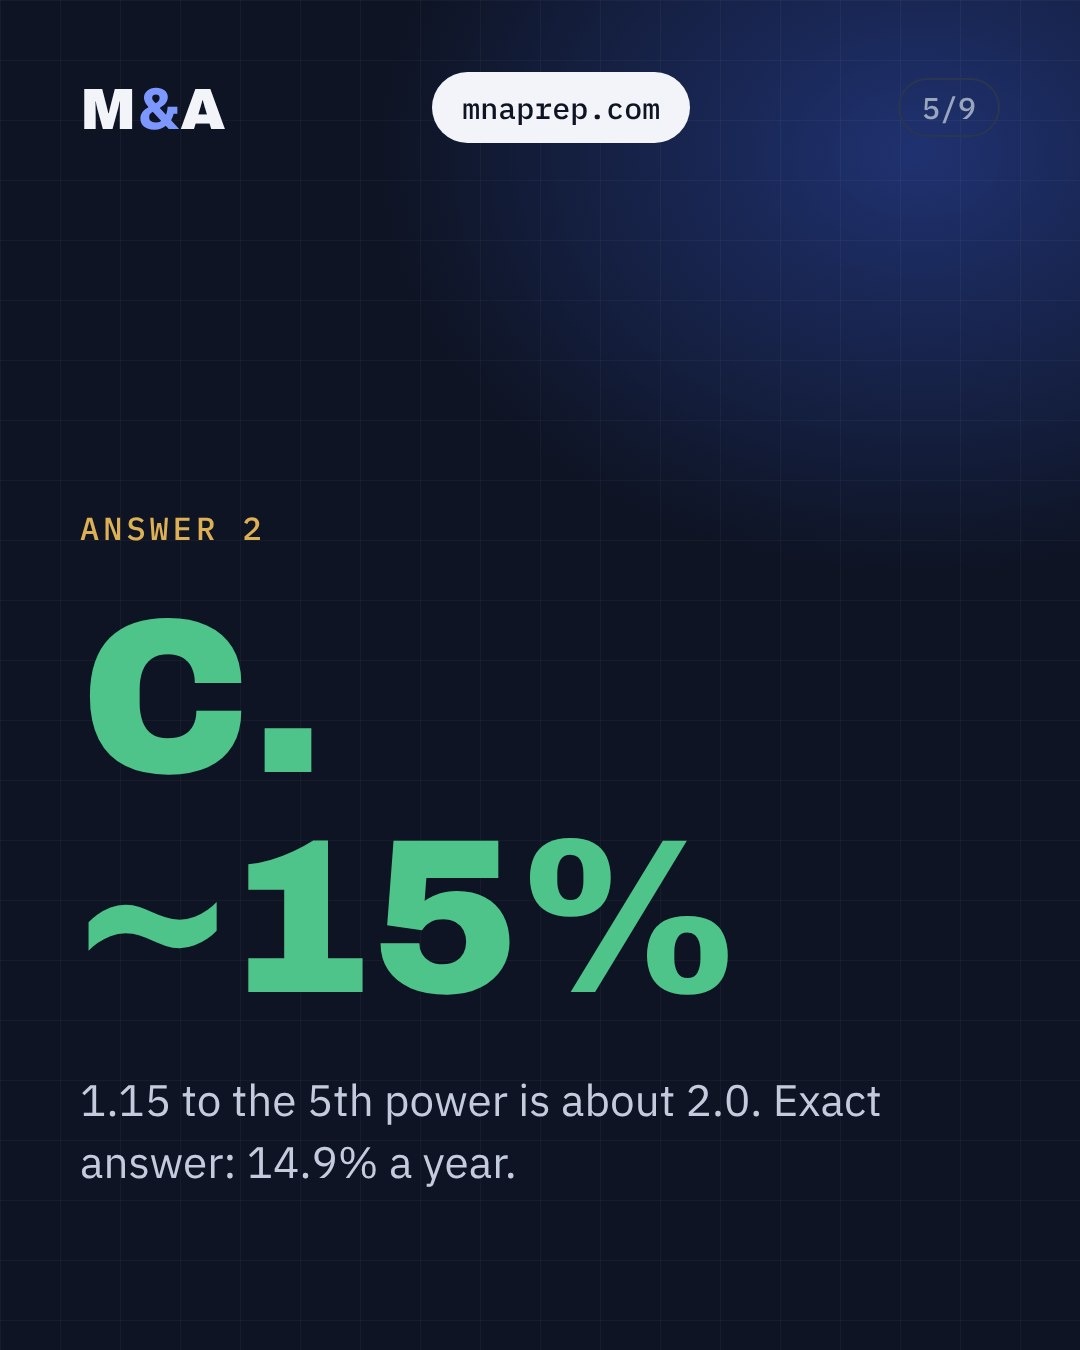 M&A
mnaprep.com
5/9
ANSWER 2
C.
~15%
1.15 to the 5th power is about 2.0. Exact
answer: 14.9% a year.